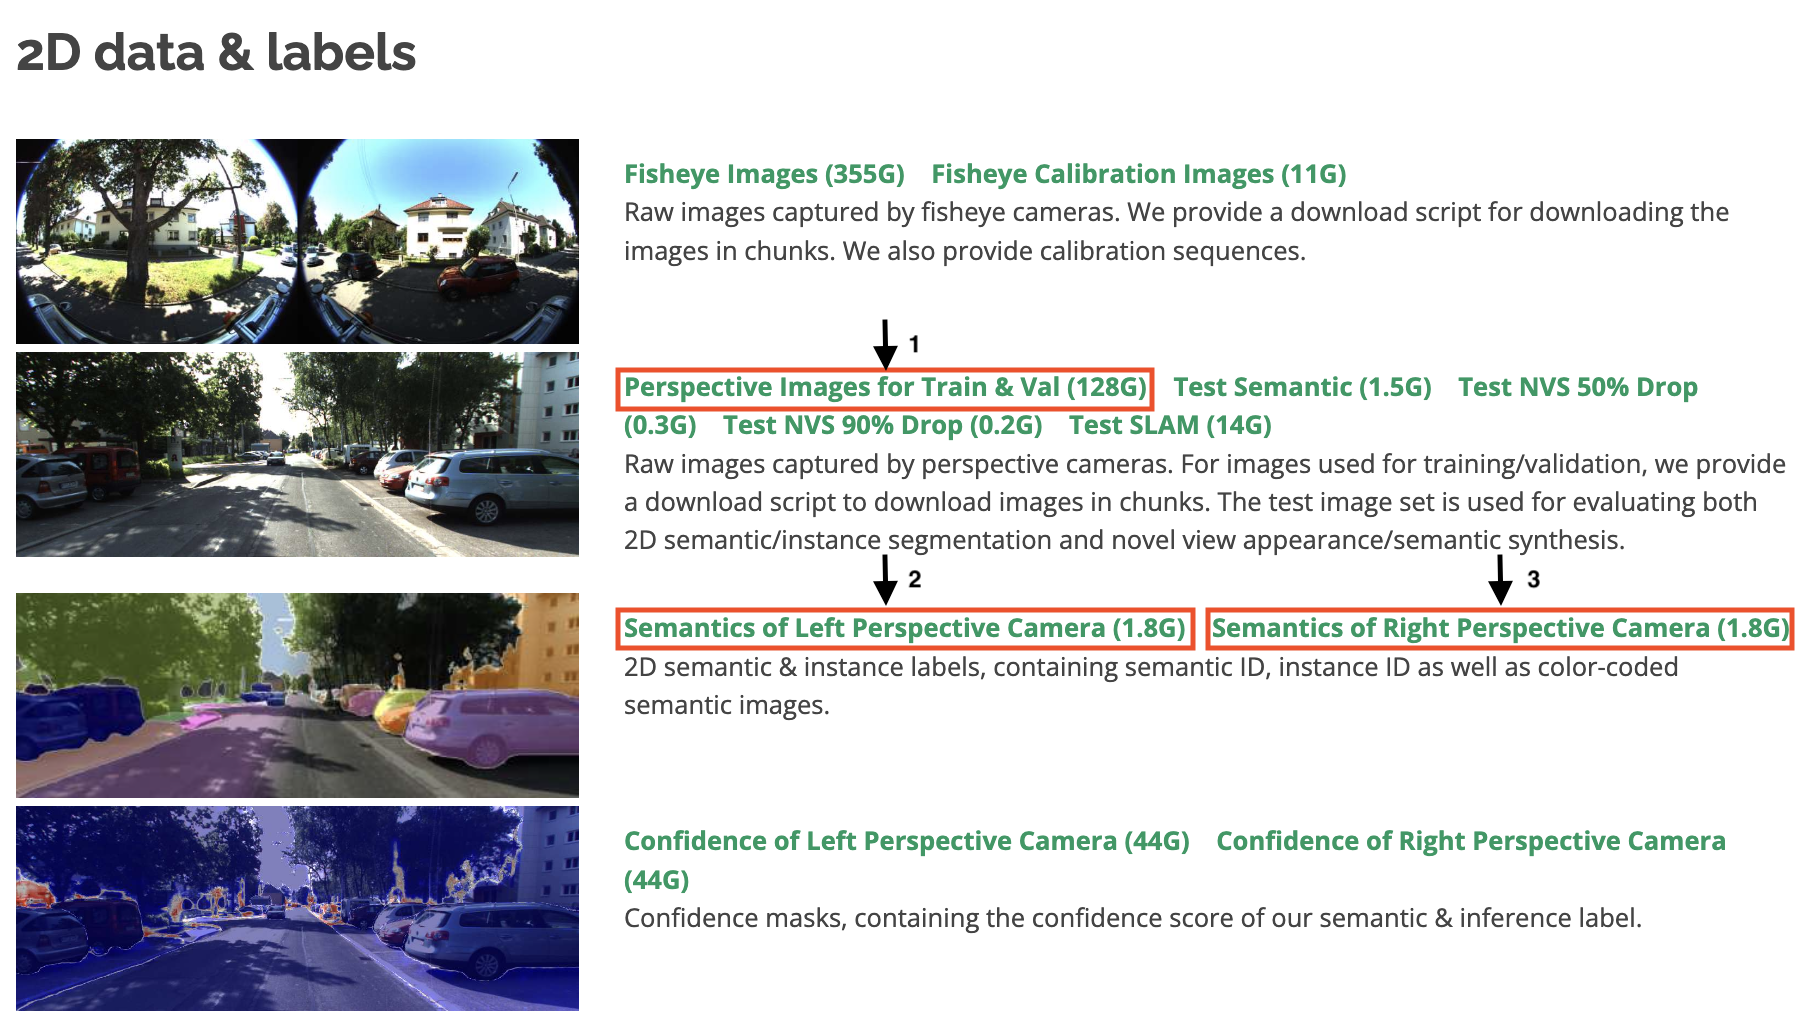 2D data & labels
Fisheye Images (355G) Fisheye Calibration Images (11G)
Raw images captured by fisheye cameras. We provide a download script for downloading the
images in chunks. We also provide calibration sequences.
1
Perspective Images for Train & Val (128G) Test Semantic (1.5G) Test NVS 50% Drop
(0.3G) Test NVS 90% Drop (0.2G) Test SLAM (14G)
Raw images captured by perspective cameras. For images used for training/validation, we provide
a download script to download images in chunks. The test image set is used for evaluating both
2D semantic/instance segmentation and novel view appearance/semantic synthesis.
2 3
Semantics of Left Perspective Camera (1.8G) Semantics of Right Perspective Camera (1.8G)
2D semantic & instance labels, containing semantic ID, instance ID as well as color-coded
semantic images.
Confidence of Left Perspective Camera (44G) Confidence of Right Perspective Camera
(44G)
Confidence masks, containing the confidence score of our semantic & inference label.